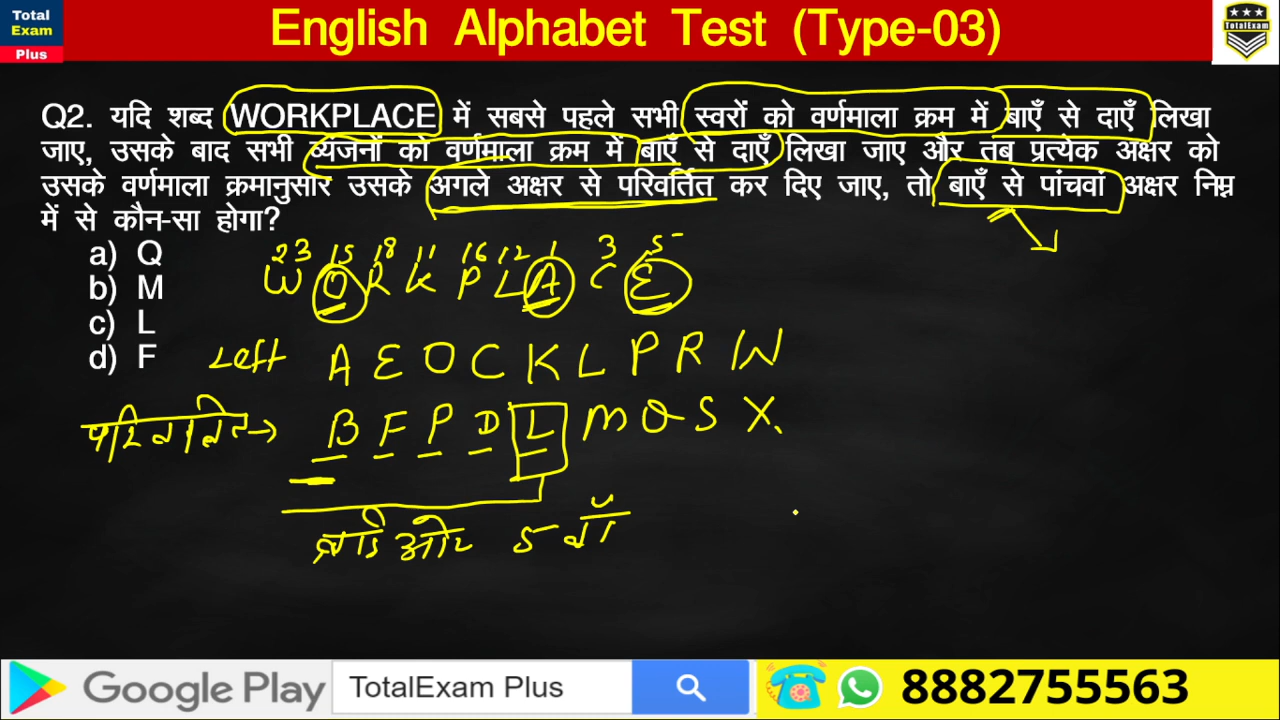 Total
Exam
Plus
English Alphabet Test (Type-03)
TotalExam
Q2. यदि शब्द WORKPLACE में सबसे पहले सभी स्वरों को वर्णमाला क्रम में बाएँ से दाएँ लिखा
जाए, उसके बाद सभी व्यंजनों को वर्णमाला क्रम में बाएँ से दाएँ लिखा जाए और तब प्रत्येक अक्षर को
उसके वर्णमाला क्रमानुसार उसके अगले अक्षर से परिवर्तित कर दिए जाए, तो बाएँ से पांचवां अक्षर निम्न
में से कौन-सा होगा?
a) Q
b) M
c) L
d) F
23 15 18 11 16 12 1 3 5
W O R K P L A C E
Left A E O C K L P R W
परिवर्तित → B F P D L M Q S X
बाई ओर 5 वाँ
Google Play
TotalExam Plus
8882755563